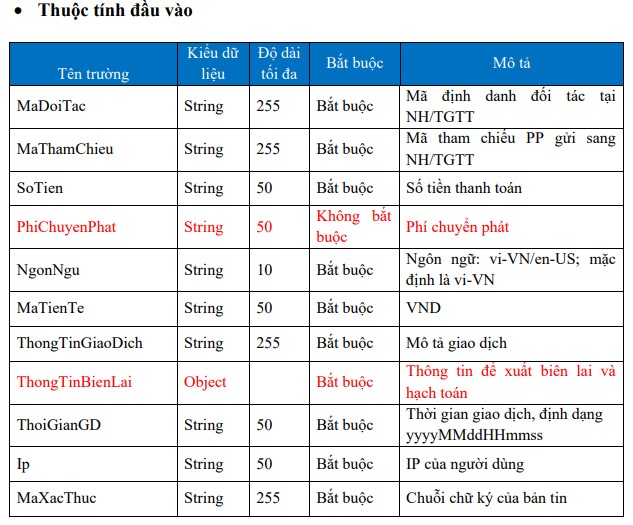 • Thuộc tính đầu vào
Tên trường | Kiểu dữ liệu | Độ dài tối đa | Bắt buộc | Mô tả
MaDoiTac | String | 255 | Bắt buộc | Mã định danh đối tác tại NH/TGTT
MaThamChieu | String | 255 | Bắt buộc | Mã tham chiếu PP gửi sang NH/TGTT
SoTien | String | 50 | Bắt buộc | Số tiền thanh toán
PhiChuyenPhat | String | 50 | Không bắt buộc | Phí chuyển phát
NgonNgu | String | 10 | Bắt buộc | Ngôn ngữ: vi-VN/en-US; mặc định là vi-VN
MaTienTe | String | 50 | Bắt buộc | VND
ThongTinGiaoDich | String | 255 | Bắt buộc | Mô tả giao dịch
ThongTinBienLai | Object | | Bắt buộc | Thông tin để xuất biên lai và hạch toán
ThoiGianGD | String | 50 | Bắt buộc | Thời gian giao dịch, định dạng yyyyMMddHHmmss
Ip | String | 50 | Bắt buộc | IP của người dùng
MaXacThuc | String | 255 | Bắt buộc | Chuỗi chữ ký của bản tin